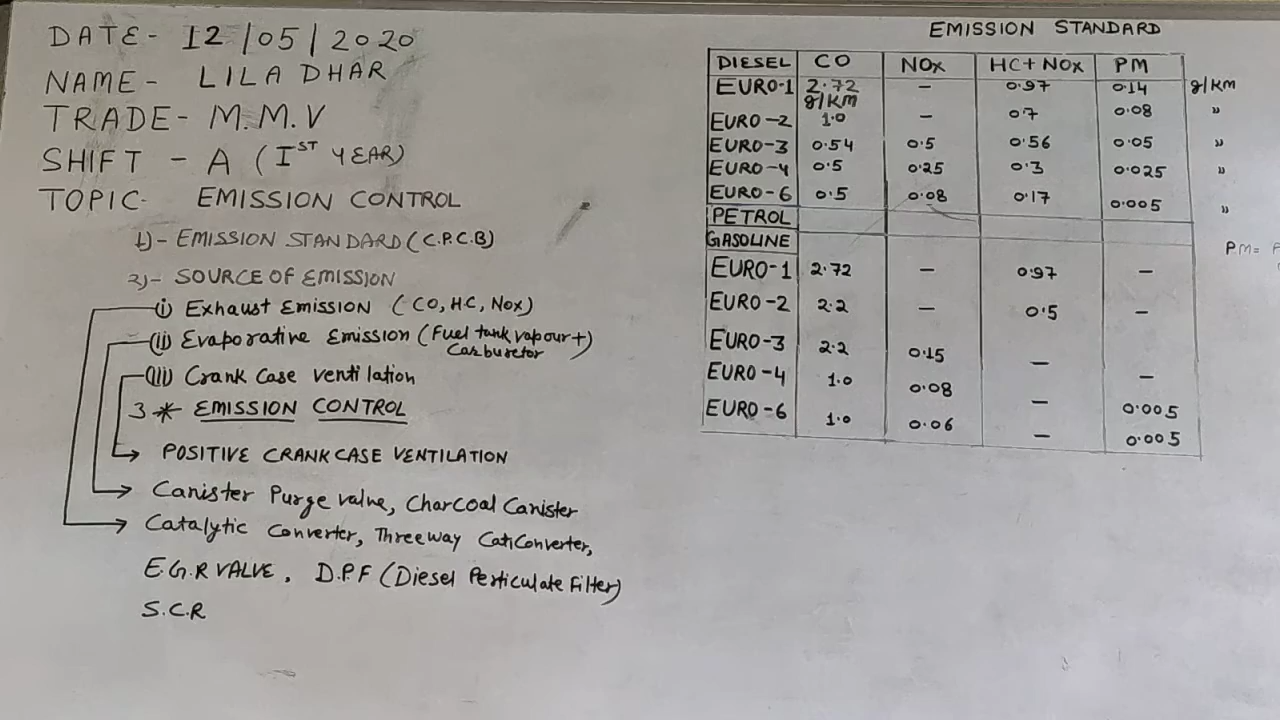 DATE- 12/05/2020
NAME- LILA DHAR
TRADE- M.M.V
SHIFT - A (IST YEAR)
TOPIC- EMISSION CONTROL
1)- EMISSION STANDARD (C.P.C.B)
2)- SOURCE OF EMISSION
(i) Exhaust Emission (CO, HC, Nox)
(ii) Evaporative Emission (Fuel tank vapour +)
Carburetor
(iii) Crank Case ventilation
3 * EMISSION CONTROL
→ POSITIVE CRANKCASE VENTILATION
→ Canister Purge valve, Charcoal Canister
→ Catalytic Converter, Threeway Cat.Converter,
E.G.R VALVE, D.P.F (Diesel Perticulate Filter)
S.C.R
EMISSION STANDARD
DIESEL CO NOx HC+NOx PM
EURO-1 2.72 g/KM - 0.97 0.14 g/KM
EURO-2 1.0 - 0.7 0.08 "
EURO-3 0.54 0.5 0.56 0.05 "
EURO-4 0.5 0.25 0.3 0.025 "
EURO-6 0.5 0.08 0.17 0.005 "
PETROL
GASOLINE
EURO-1 2.72 - 0.97 -
EURO-2 2.2 - 0.5 -
EURO-3 2.2 0.15 - -
EURO-4 1.0 0.08 - 0.005
EURO-6 1.0 0.06 - 0.005
PM=